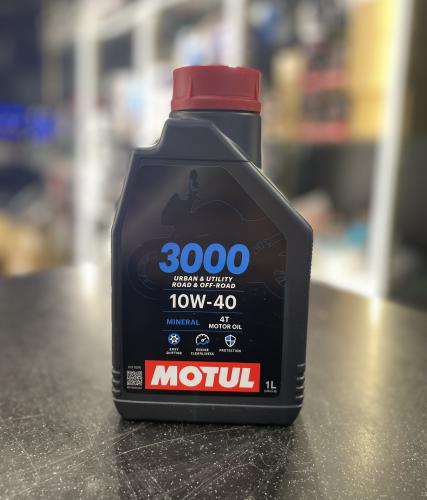 3000
URBAN & UTILITY
ROAD & OFF-ROAD
10W-40
MINERAL
4T
MOTOR OIL
EASY
SHIFTING
ENGINE
CLEANLINESS
PROTECTION
MOTUL
1L